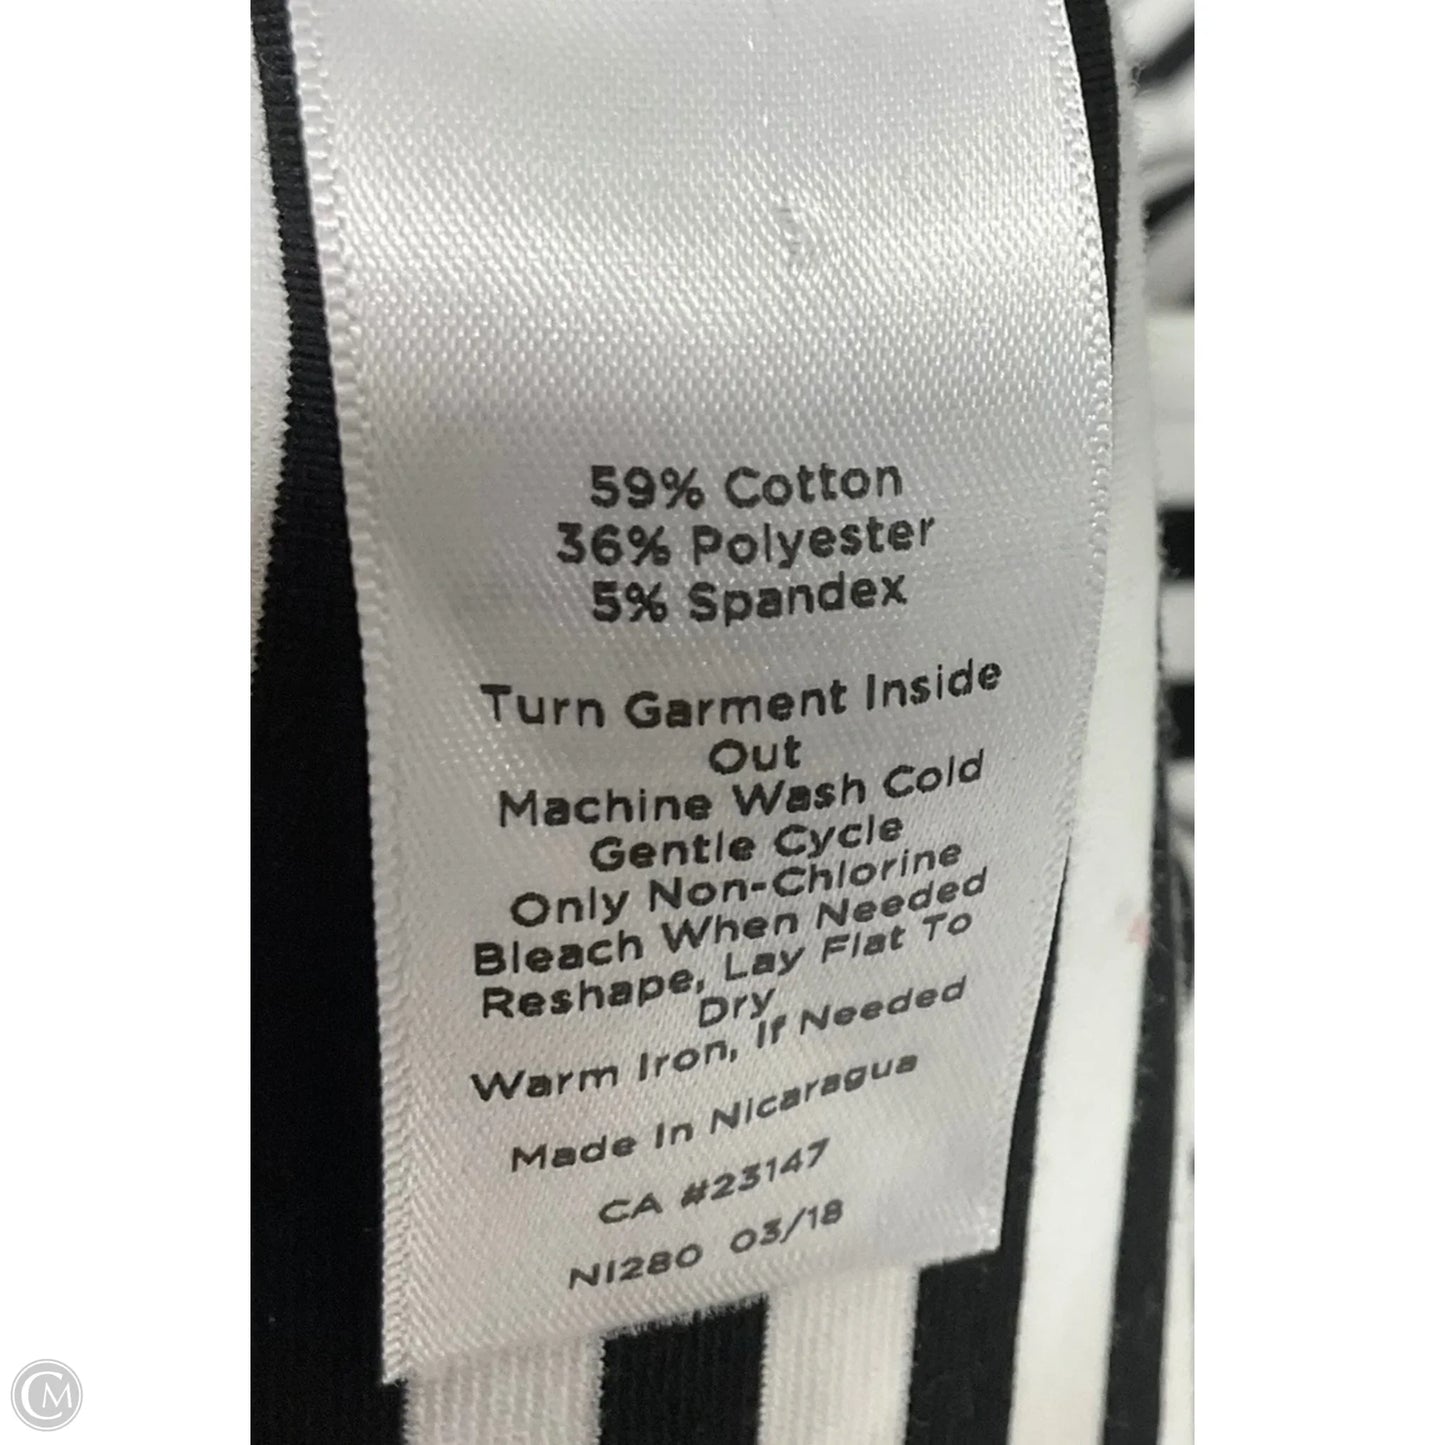 59% Cotton
36% Polyester
5% Spandex
Turn Garment Inside
Out
Machine Wash Cold
Gentle Cycle
Only Non-Chlorine
Bleach When Needed
Reshape, Lay Flat To
Dry
Warm Iron, If Needed
Made In Nicaragua
CA #23147
NI280 03/18
CM